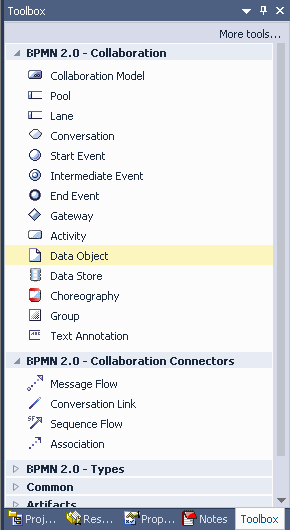 Toolbox
More tools...
BPMN 2.0 - Collaboration
Collaboration Model
Pool
Lane
Conversation
Start Event
Intermediate Event
End Event
Gateway
Activity
Data Object
Data Store
Choreography
Group
Text Annotation
BPMN 2.0 - Collaboration Connectors
Message Flow
Conversation Link
Sequence Flow
Association
BPMN 2.0 - Types
Common
Artifacts
Proj... Res... Prop... Notes Toolbox